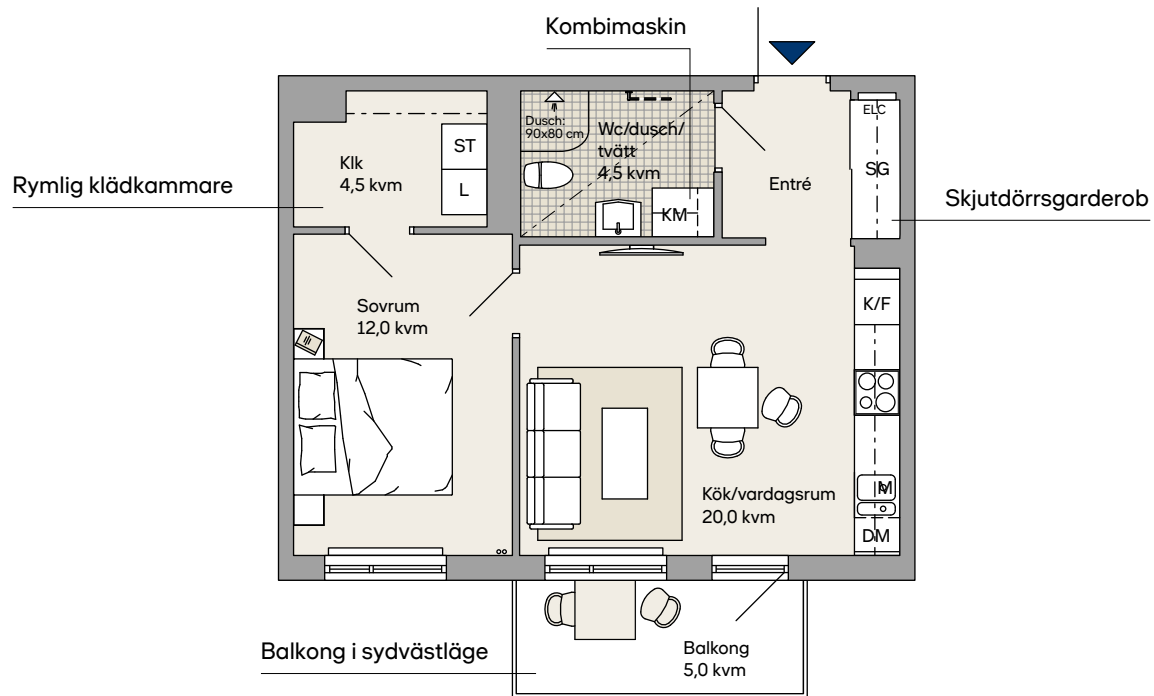 Kombimaskin
ELC
Dusch:
90x80 cm
Wc/dusch/
tvätt
4,5 kvm
ST
Klk
4,5 kvm
SG
L
Entré
Rymlig klädkammare
Skjutdörrsgarderob
KM
Sovrum
12,0 kvm
K/F
Kök/vardagsrum
20,0 kvm
M
DM
Balkong i sydvästläge
Balkong
5,0 kvm